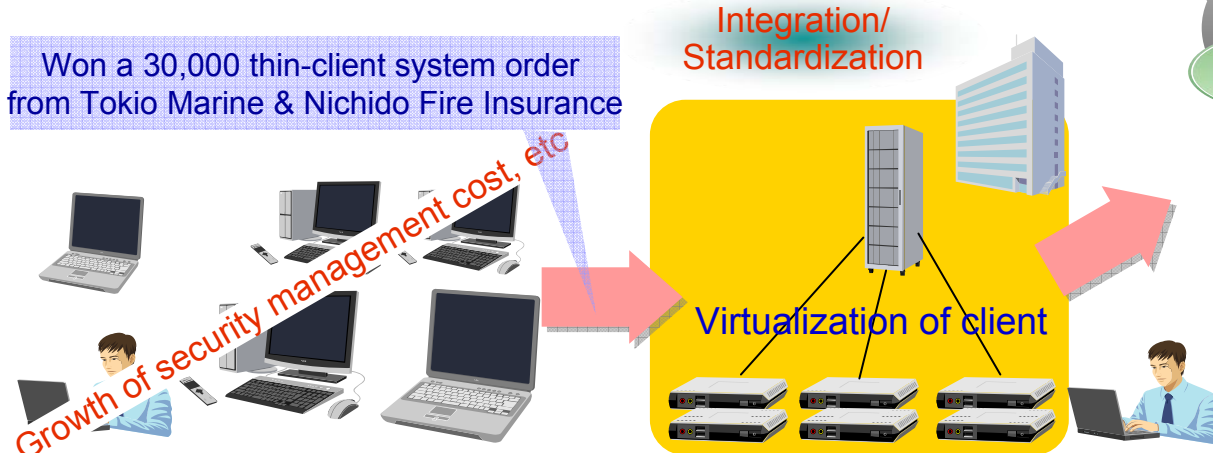 Integration/
Standardization
Won a 30,000 thin-client system order
from Tokio Marine & Nichido Fire Insurance
Growth of security management cost, etc
Virtualization of client